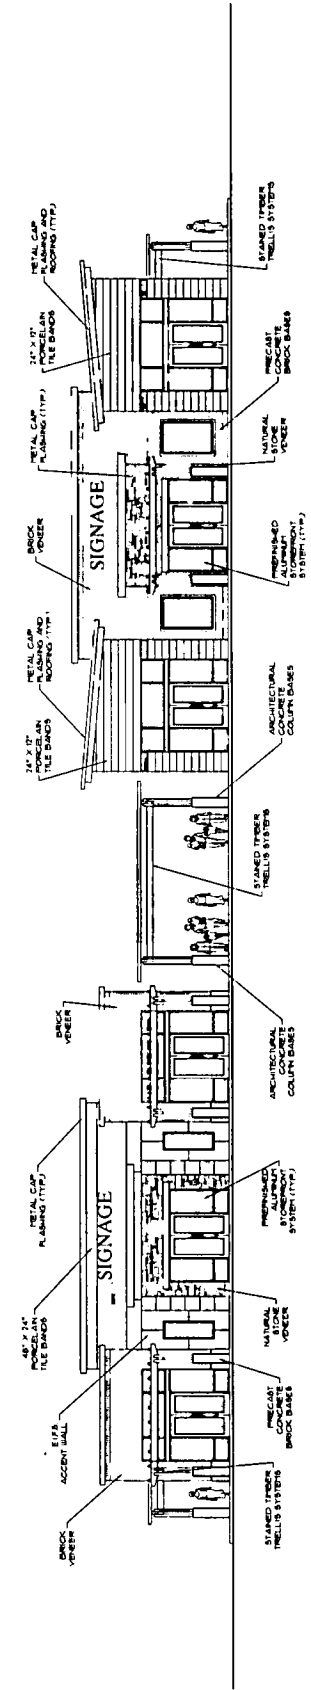 BRICK
VENEER
E.I.F.S.
ACCENT WALL
48" X 24"
PORCELAIN
TILE BANDS
METAL CAP
FLASHING (TYP.)
BRICK
VENEER
24" X 12"
PORCELAIN
TILE BANDS
METAL CAP
FLASHING AND
ROOFING (TYP.)
BRICK
VENEER
METAL CAP
FLASHING (TYP.)
24" X 12"
PORCELAIN
TILE BANDS
METAL CAP
FLASHING AND
ROOFING (TYP.)
SIGNAGE
SIGNAGE
STAINED TIMBER
TRELLIS SYSTEMS
PRECAST
CONCRETE
BRICK BASES
NATURAL
STONE
VENEER
PREFINISHED
ALUMINUM
STOREFRONT
SYSTEM (TYP.)
ARCHITECTURAL
CONCRETE
COLUMN BASES
STAINED TIMBER
TRELLIS SYSTEMS
ARCHITECTURAL
CONCRETE
COLUMN BASES
PREFINISHED
ALUMINUM
STOREFRONT
SYSTEM (TYP.)
NATURAL
STONE
VENEER
PRECAST
CONCRETE
BRICK BASES
STAINED TIMBER
TRELLIS SYSTEMS